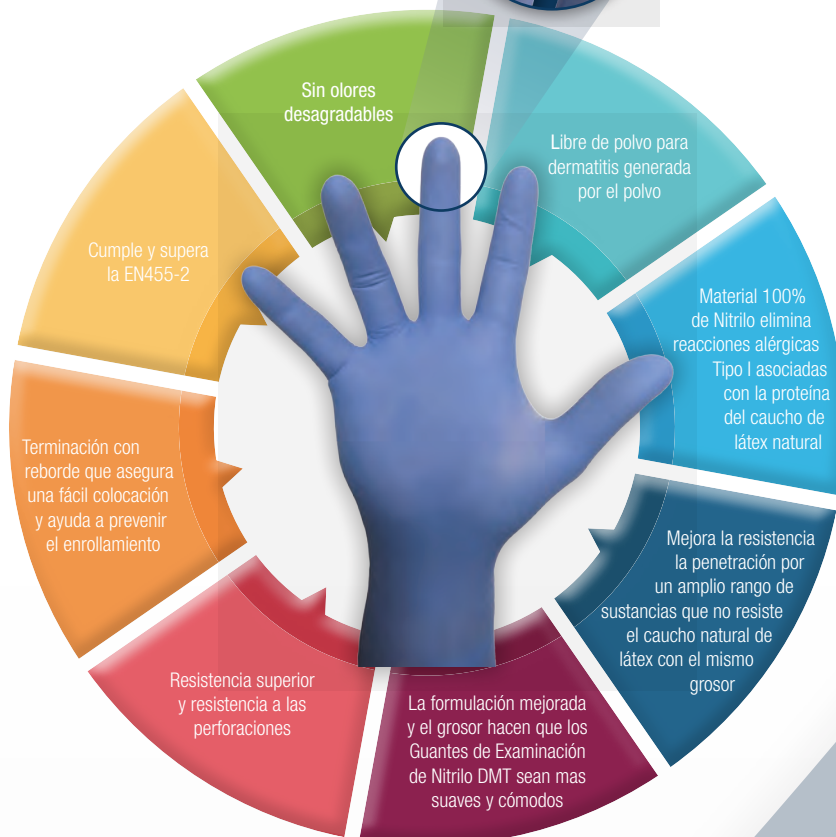 Sin olores
desagradables
Libre de polvo para
dermatitis generada
por el polvo
Material 100%
de Nitrilo elimina
reacciones alérgicas
Tipo I asociadas
con la proteína
del caucho de
látex natural
Mejora la resistencia
la penetración por
un amplio rango de
sustancias que no resiste
el caucho natural de
látex con el mismo
grosor
La formulación mejorada
y el grosor hacen que los
Guantes de Examinación
de Nitrilo DMT sean mas
suaves y cómodos
Resistencia superior
y resistencia a las
perforaciones
Terminación con
reborde que asegura
una fácil colocación
y ayuda a prevenir
el enrollamiento
Cumple y supera
la EN455-2